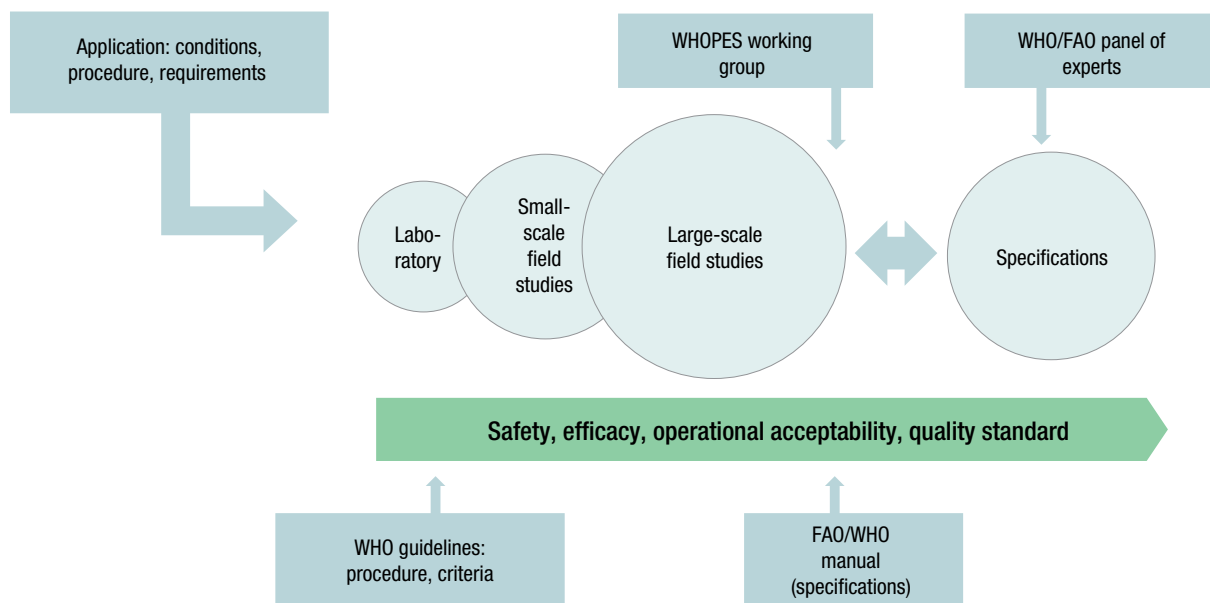 Application: conditions,
procedure, requirements
WHOPES working
group
WHO/FAO panel of
experts
Labo-
ratory
Small-
scale
field
studies
Large-scale
field studies
Specifications
Safety, efficacy, operational acceptability, quality standard
WHO guidelines:
procedure, criteria
FAO/WHO
manual
(specifications)